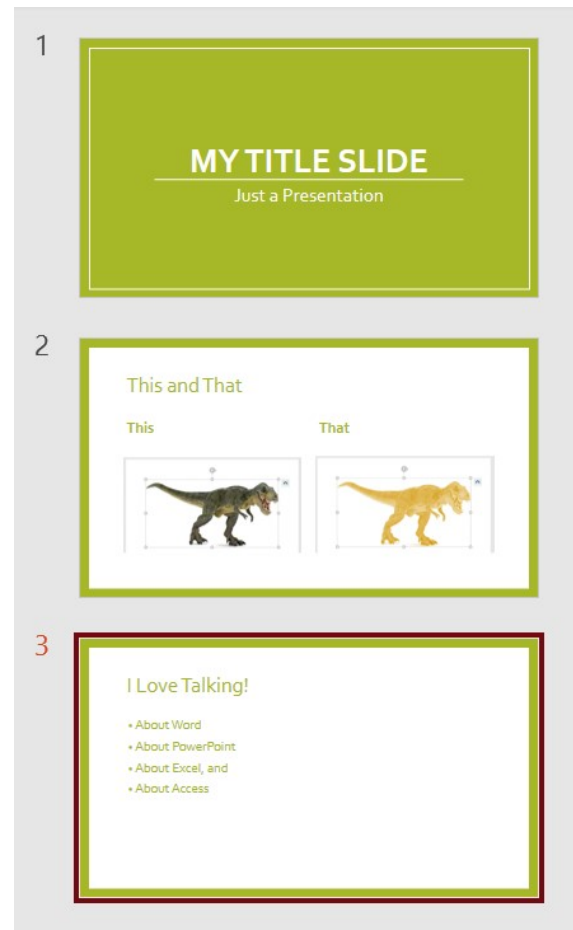 1
MY TITLE SLIDE
Just a Presentation
2
This and That
This That
3
I Love Talking!
• About Word
• About PowerPoint
• About Excel, and
• About Access